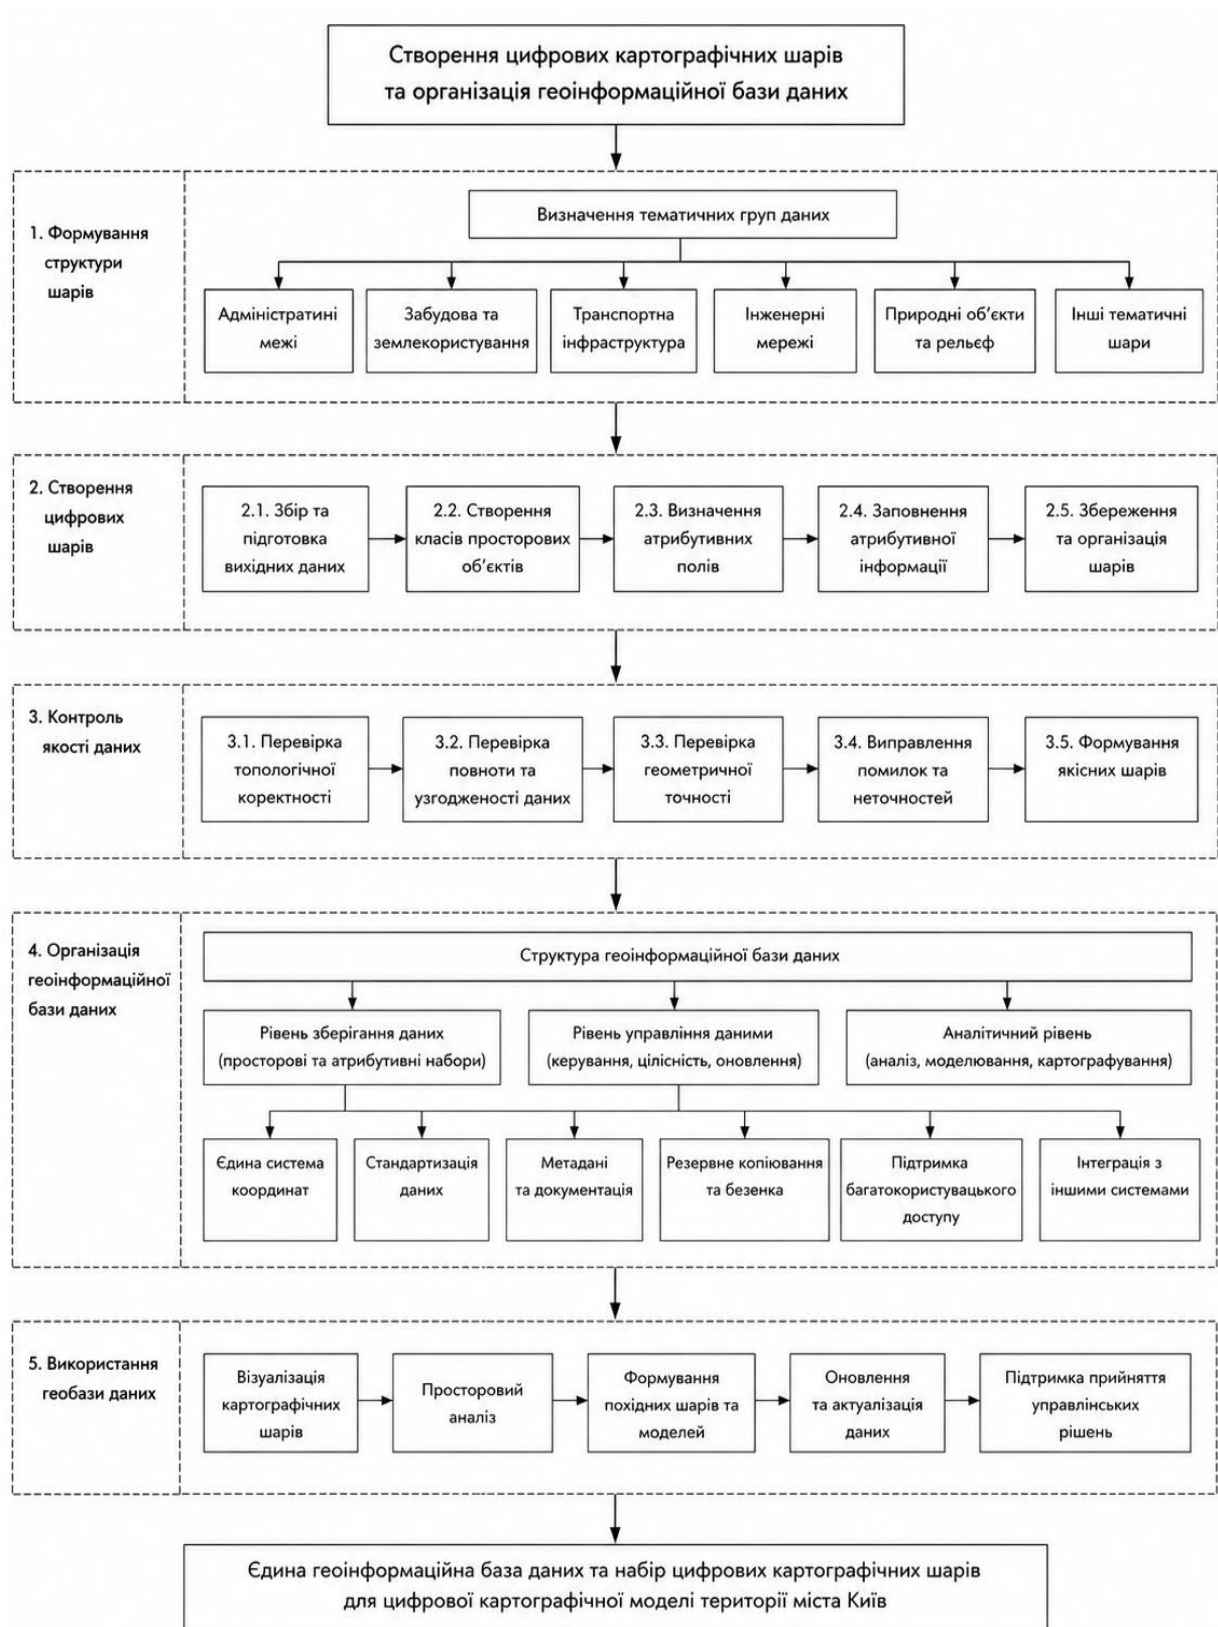 Створення цифрових картографічних шарів
та організація геоінформаційної бази даних
1. Формування
структури
шарів
Визначення тематичних груп даних
Адміністратині
межі
Забудова та
землекористування
Транспортна
інфраструктура
Інженерні
мережі
Природні об’єкти
та рельєф
Інші тематичні
шари
2. Створення
цифрових
шарів
2.1. Збір та
підготовка
вихідних даних
2.2. Створення
класів просторових
об’єктів
2.3. Визначення
атрибутивних
полів
2.4. Заповнення
атрибутивної
інформації
2.5. Збереження
та організація
шарів
3. Контроль
якості даних
3.1. Перевірка
топологічної
коректності
3.2. Перевірка
повноти та
узгодженості даних
3.3. Перевірка
геометричної
точності
3.4. Виправлення
помилок та
неточностей
3.5. Формування
якісних шарів
4. Організація
геоінформаційної
бази даних
Структура геоінформаційної бази даних
Рівень зберігання даних
(просторові та атрибутивні набори)
Рівень управління даними
(керування, цілісність, оновлення)
Аналітичний рівень
(аналіз, моделювання, картографування)
Єдина система
координат
Стандартизація
даних
Метадані
та документація
Резервне копіювання
та безенка
Підтримка
багатокористувацького
доступу
Інтеграція з
іншими системами
5. Використання
геобази даних
Візуалізація
картографічних
шарів
Просторовий
аналіз
Формування
похідних шарів та
моделей
Оновлення
та актуалізація
даних
Підтримка прийняття
управлінських
рішень
Єдина геоінформаційна база даних та набір цифрових картографічних шарів
для цифрової картографічної моделі території міста Київ